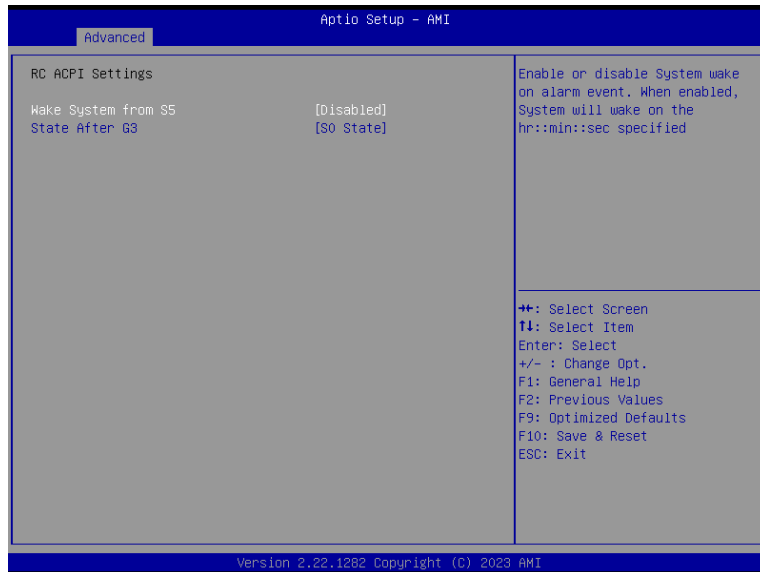 Aptio Setup – AMI
Advanced
RC ACPI Settings
Wake System from S5 [Disabled]
State After G3 [S0 State]
Enable or disable System wake
on alarm event. When enabled,
System will wake on the
hr::min::sec specified
→←: Select Screen
↑↓: Select Item
Enter: Select
+/- : Change Opt.
F1: General Help
F2: Previous Values
F9: Optimized Defaults
F10: Save & Reset
ESC: Exit
Version 2.22.1282 Copyright (C) 2023 AMI